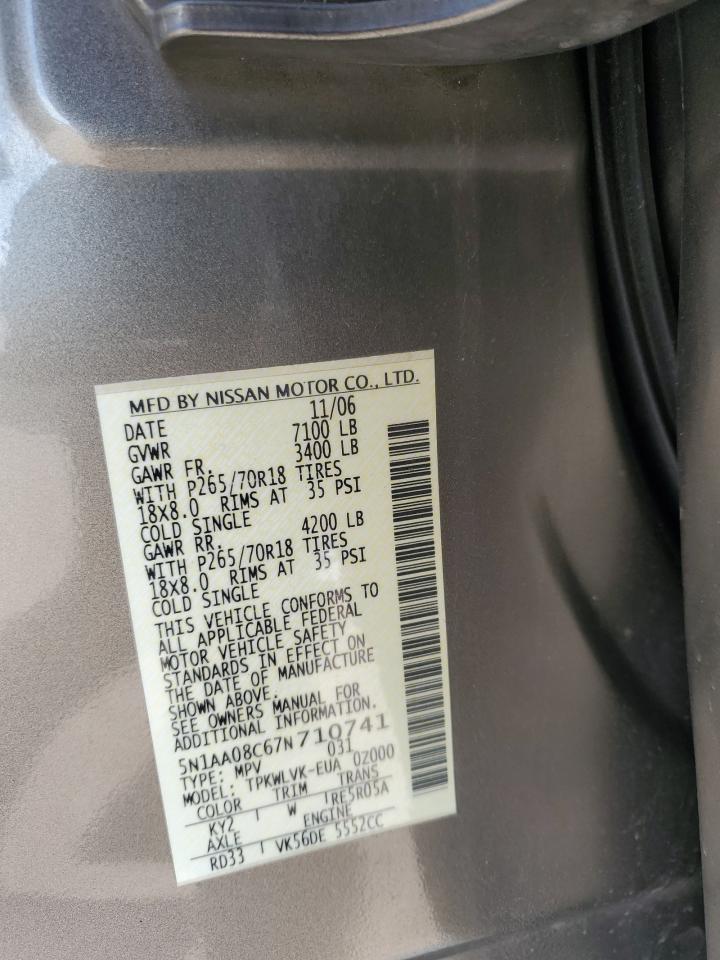 MFD BY NISSAN MOTOR CO., LTD.
DATE 11/06
GVWR 7100 LB
GAWR FR. 3400 LB
WITH P265/70R18 TIRES
18X8.0 RIMS AT 35 PSI
COLD SINGLE
GAWR RR. 4200 LB
WITH P265/70R18 TIRES
18X8.0 RIMS AT 35 PSI
COLD SINGLE
THIS VEHICLE CONFORMS TO
ALL APPLICABLE FEDERAL
MOTOR VEHICLE SAFETY
STANDARDS IN EFFECT ON
THE DATE OF MANUFACTURE
SHOWN ABOVE.
SEE OWNERS MANUAL FOR
ADDITIONAL INFORMATION.
5N1AA08C67N710741
TYPE: MPV 031
MODEL: TPKWLVK-EUA 0Z000
COLOR TRIM TRANS
KY2 W RE5R05A
AXLE ENGINE
RD33 VK56DE 5552CC